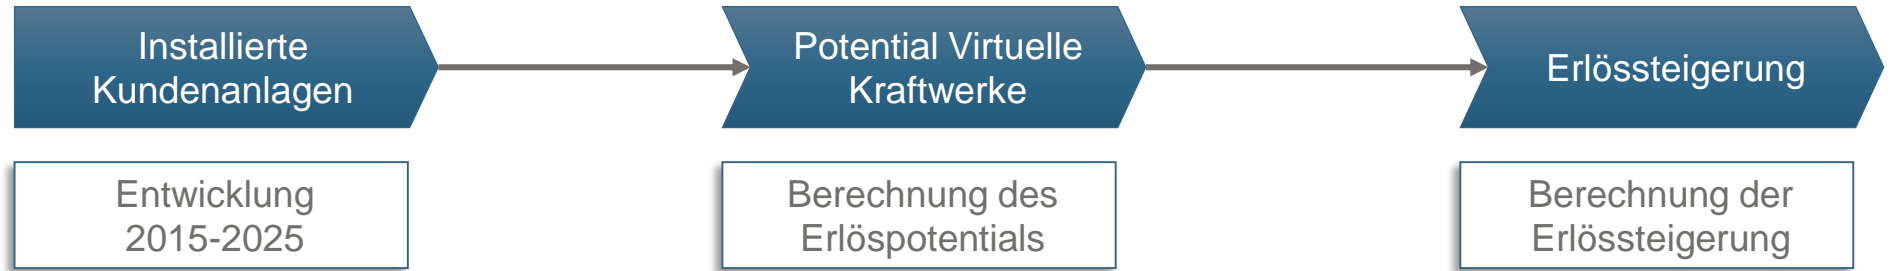 Installierte
Kundenanlagen
Potential Virtuelle
Kraftwerke
Erlössteigerung
Entwicklung
2015-2025
Berechnung des
Erlöspotentials
Berechnung der
Erlössteigerung